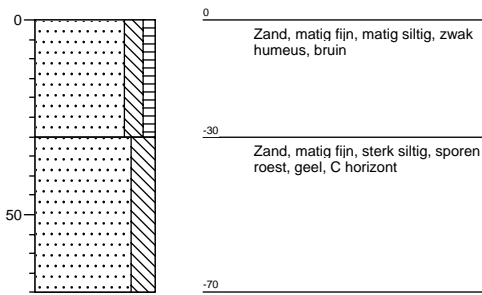 0
0
Zand, matig fijn, matig siltig, zwak
humeus, bruin
-30
Zand, matig fijn, sterk siltig, sporen
roest, geel, C horizont
50
-70